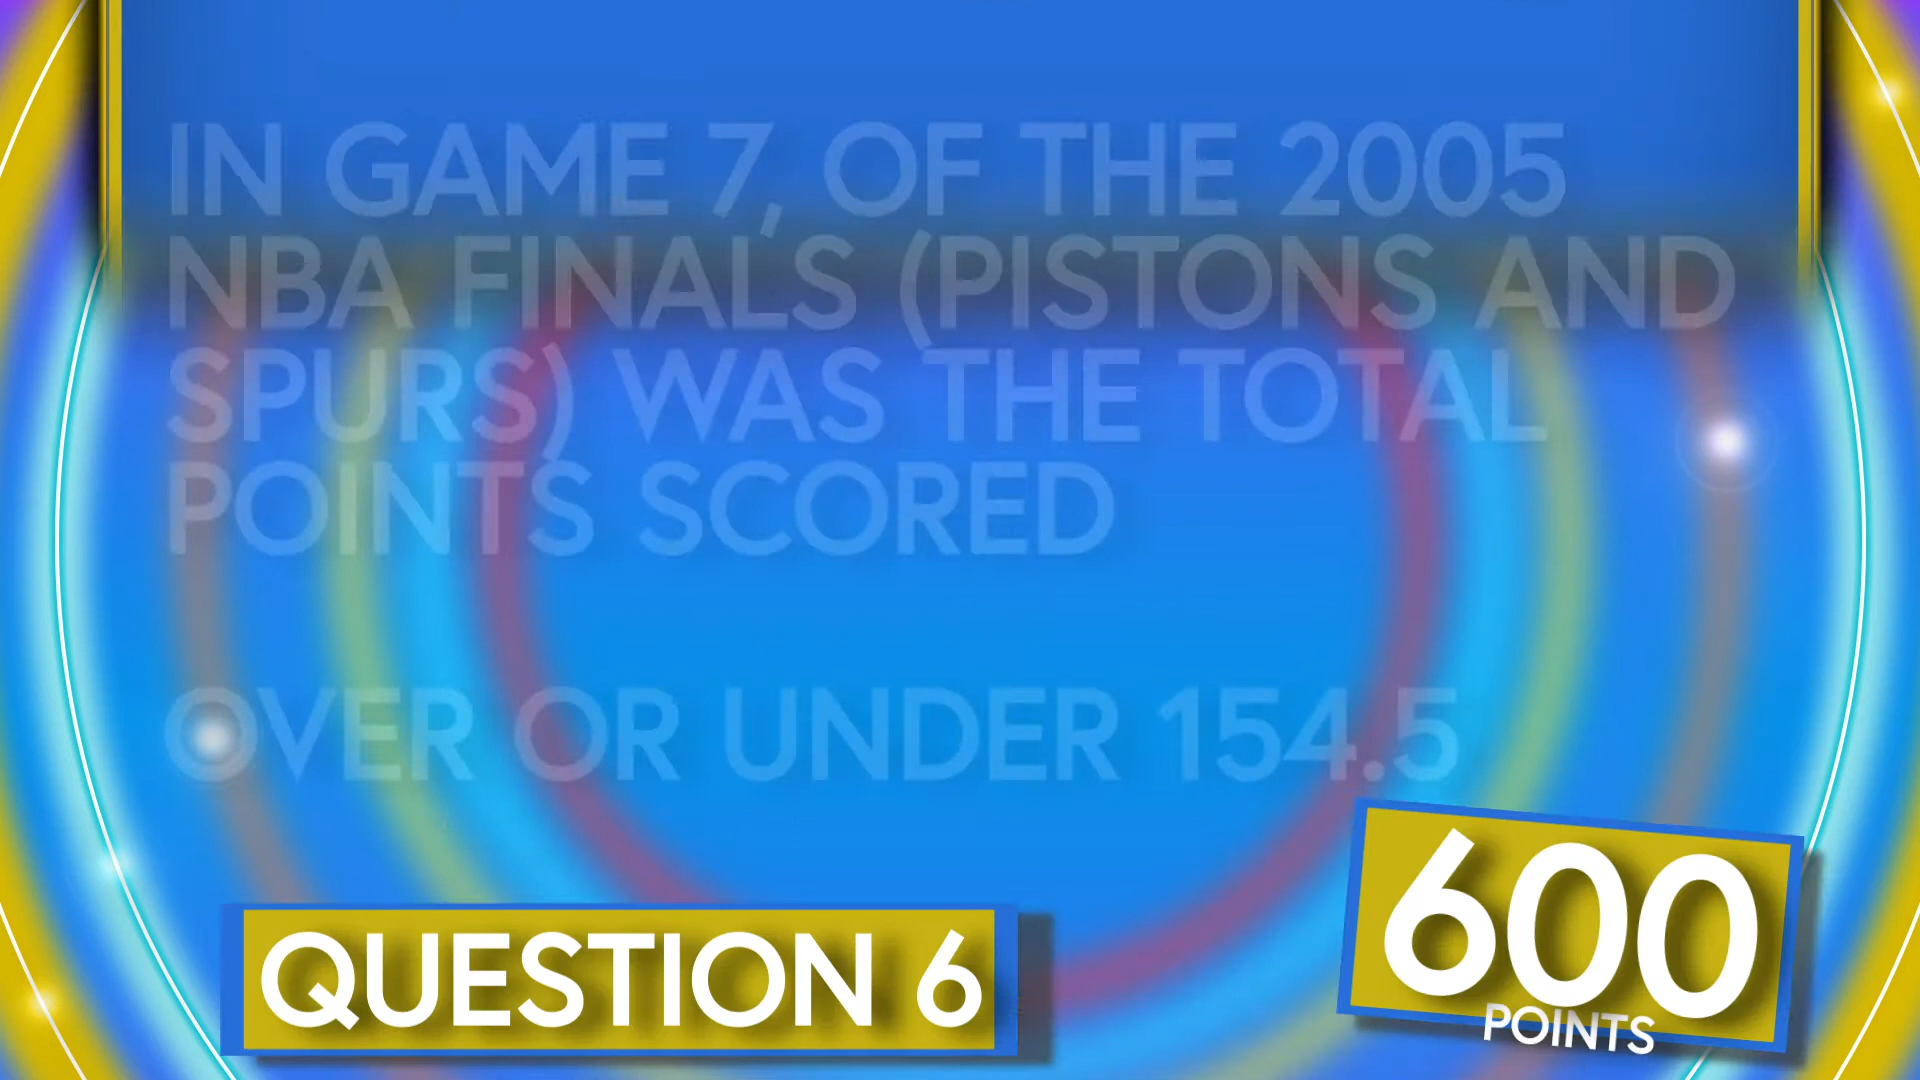 IN GAME 7, OF THE 2005
NBA FINALS (PISTONS AND
SPURS) WAS THE TOTAL
POINTS SCORED
OVER OR UNDER 154.5
QUESTION 6
600
POINTS